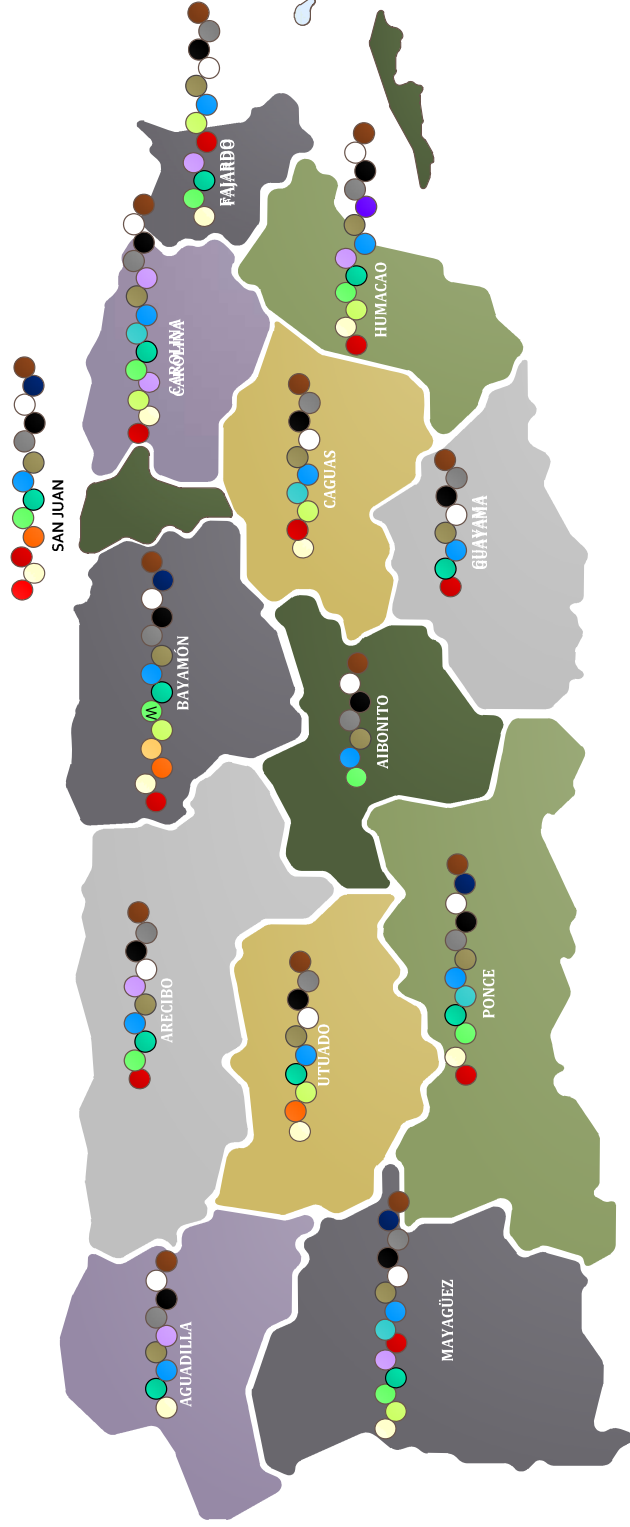 FAJARDO
HUMACAO
CAROLINA
SAN JUAN
CAGUAS
GUAYAMA
BAYAMÓN
W
AIBONITO
ARECIBO
UTUADO
PONCE
AGUADILLA
MAYAGÜEZ